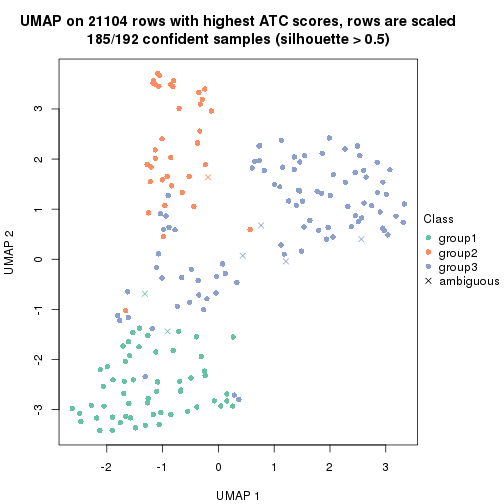 UMAP on 21104 rows with highest ATC scores, rows are scaled
185/192 confident samples (silhouette > 0.5)
3
2
1
0
-1
-2
-3
UMAP 2
-2
-1
0
1
2
3
UMAP 1
Class
group1
group2
group3
ambiguous